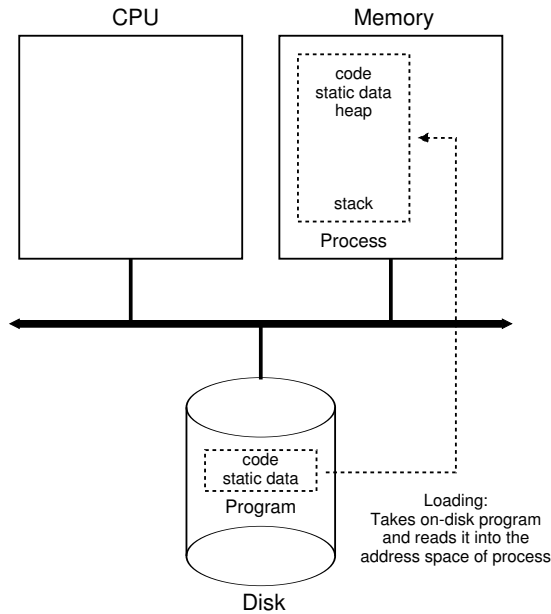 CPU
Memory
code
static data
heap
stack
Process
code
static data
Program
Loading:
Takes on-disk program
and reads it into the
address space of process
Disk